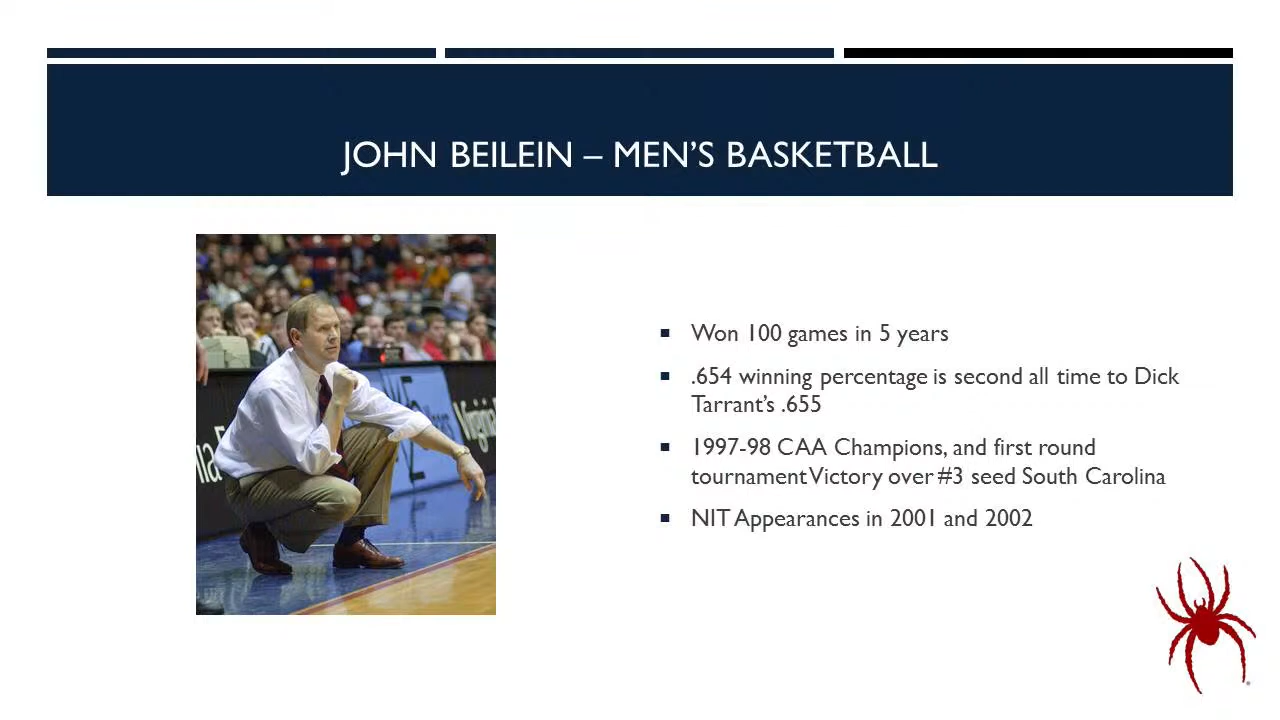 JOHN BEILEIN – MEN’S BASKETBALL
Won 100 games in 5 years
.654 winning percentage is second all time to Dick
Tarrant’s .655
1997-98 CAA Champions, and first round
tournament Victory over #3 seed South Carolina
NIT Appearances in 2001 and 2002
Virginia